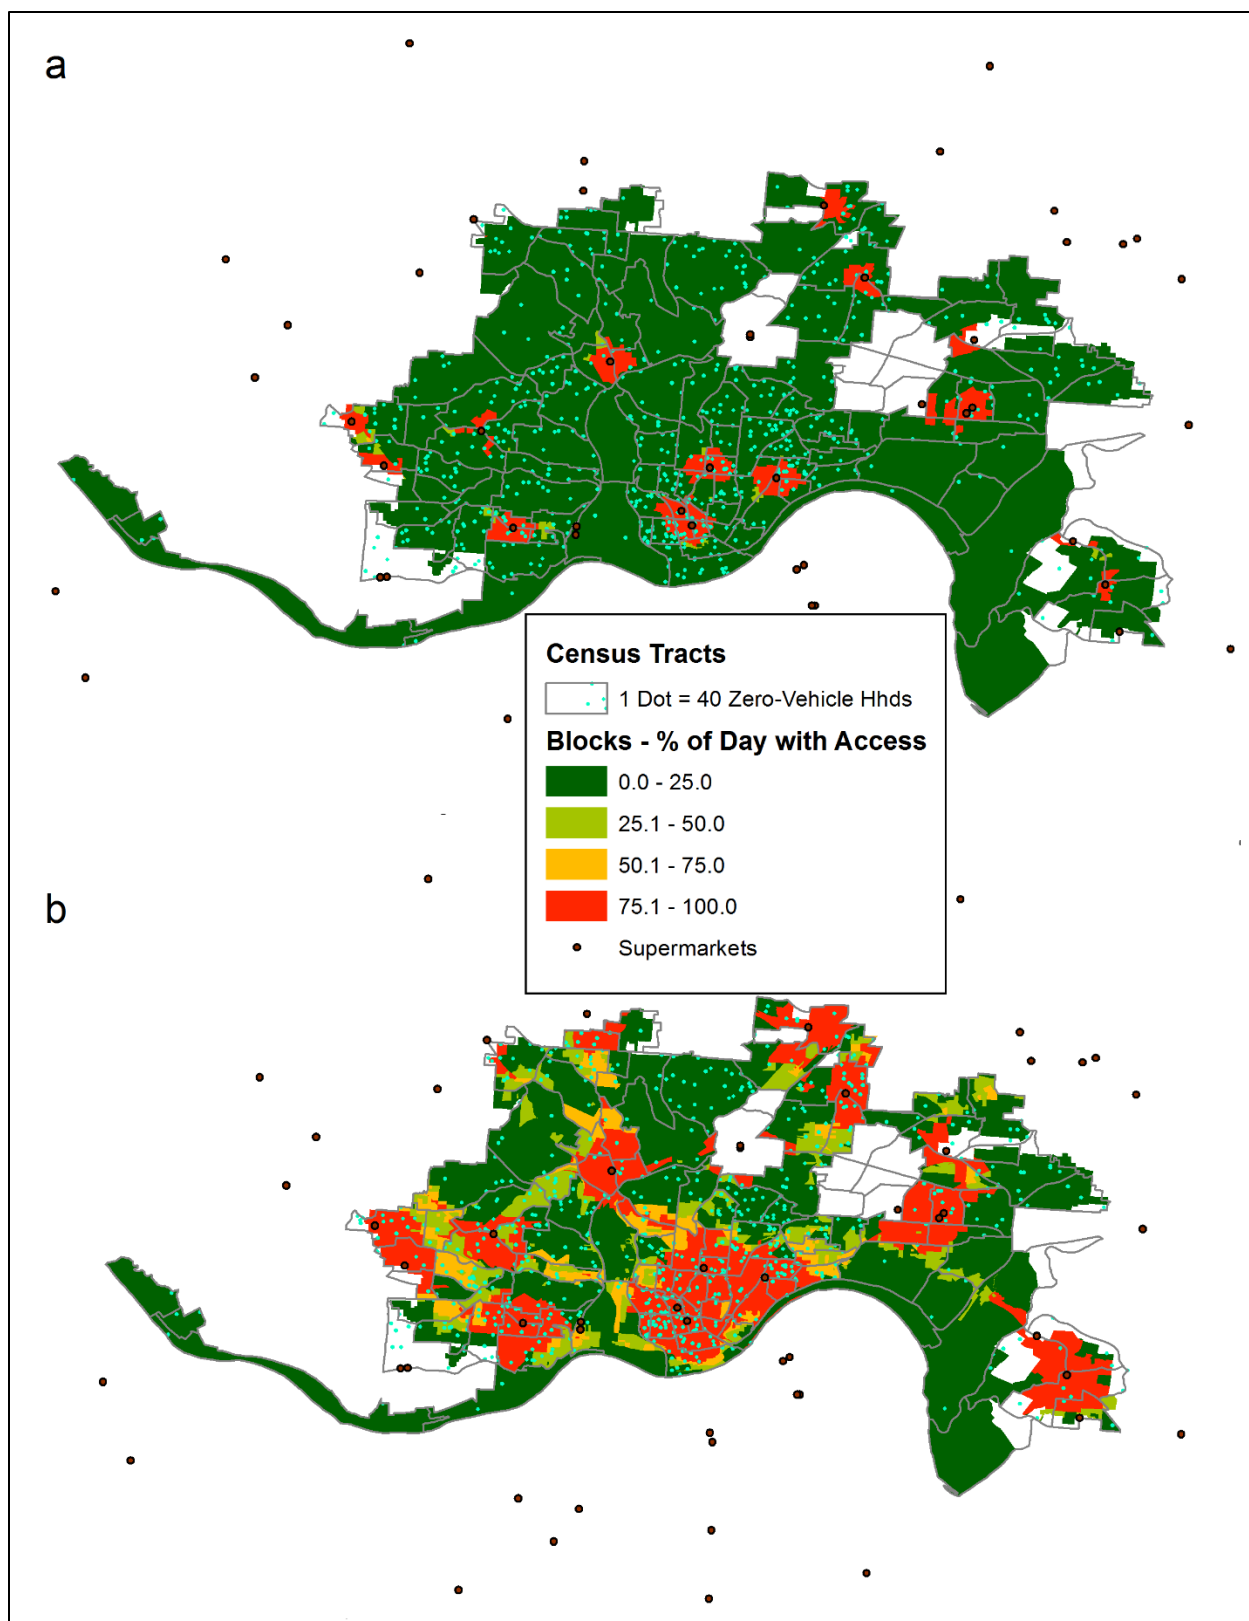 a
Census Tracts
1 Dot = 40 Zero-Vehicle Hhds
Blocks - % of Day with Access
0.0 - 25.0
25.1 - 50.0
50.1 - 75.0
75.1 - 100.0
Supermarkets
b